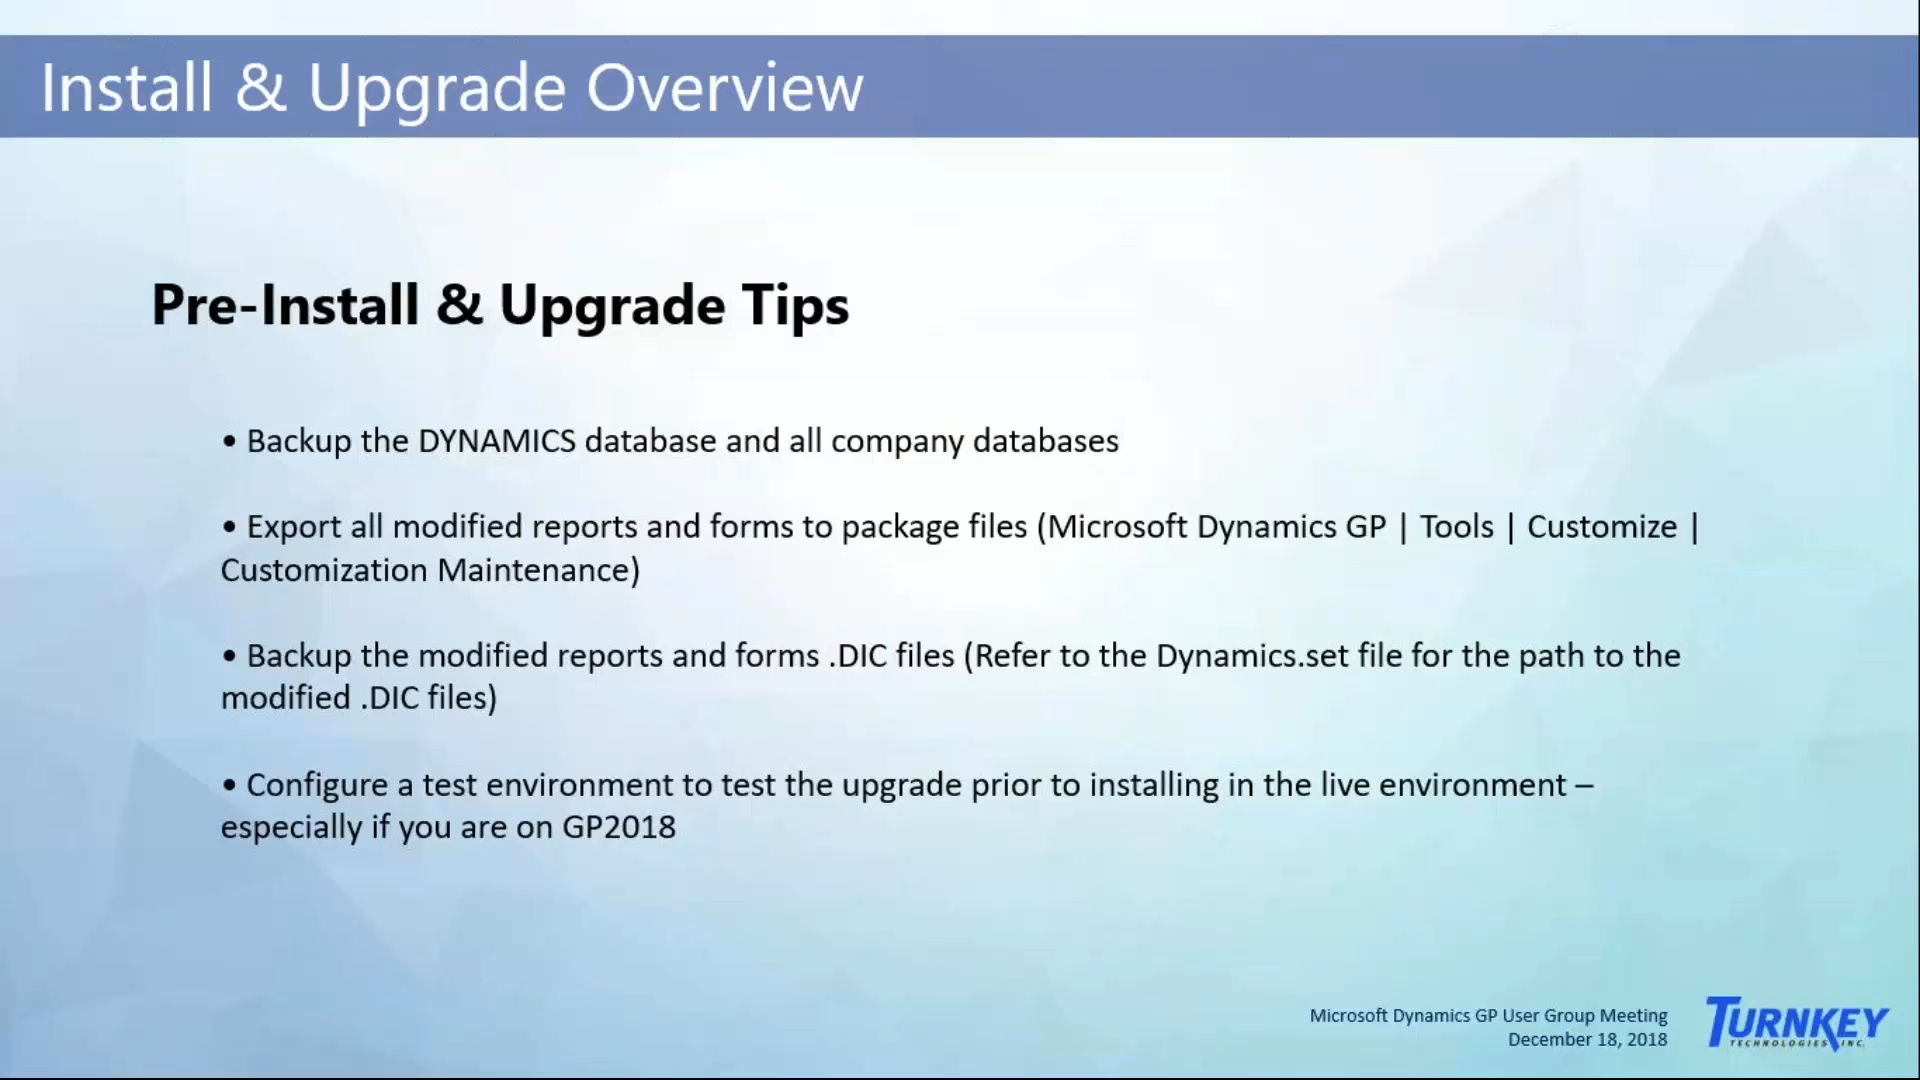 Install & Upgrade Overview
Pre-Install & Upgrade Tips
• Backup the DYNAMICS database and all company databases
• Export all modified reports and forms to package files (Microsoft Dynamics GP | Tools | Customize |
Customization Maintenance)
• Backup the modified reports and forms .DIC files (Refer to the Dynamics.set file for the path to the
modified .DIC files)
• Configure a test environment to test the upgrade prior to installing in the live environment –
especially if you are on GP2018
Microsoft Dynamics GP User Group Meeting
December 18, 2018
TURNKEY
TECHNOLOGIES INC.